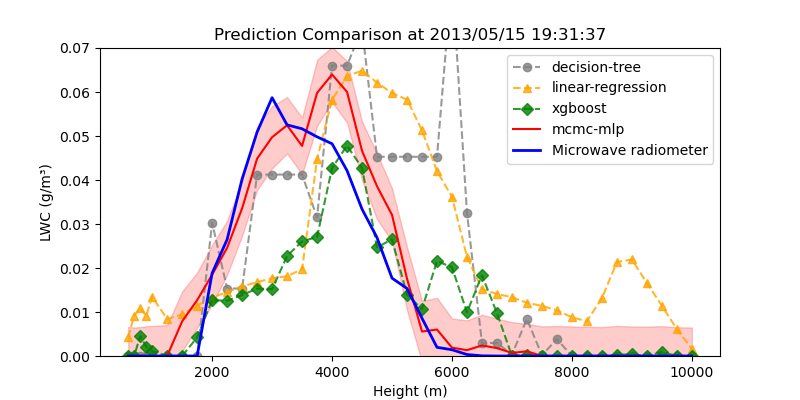 Prediction Comparison at 2013/05/15 19:31:37
0.07
0.06
0.05
0.04
0.03
0.02
0.01
0.00
LWC (g/m³)
decision-tree
linear-regression
xgboost
mcmc-mlp
Microwave radiometer
2000 4000 6000 8000 10000
Height (m)